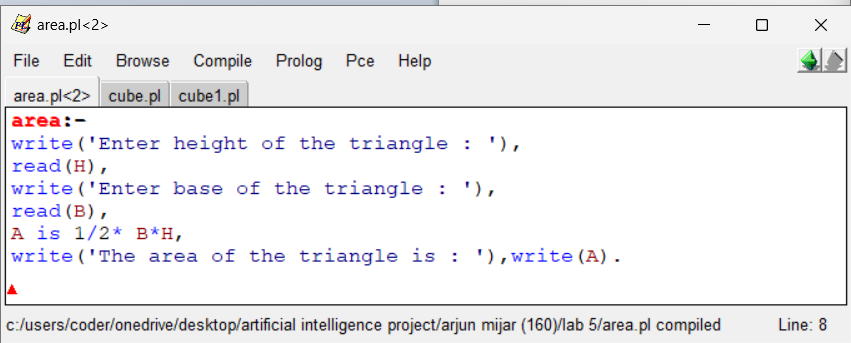 area.pl<2>
File Edit Browse Compile Prolog Pce Help
area.pl<2> cube.pl cube1.pl
area:-
write('Enter height of the triangle : '),
read(H),
write('Enter base of the triangle : '),
read(B),
A is 1/2* B*H,
write('The area of the triangle is : '),write(A).
c:/users/coder/onedrive/desktop/artificial intelligence project/arjun mijar (160)/lab 5/area.pl compiled Line: 8